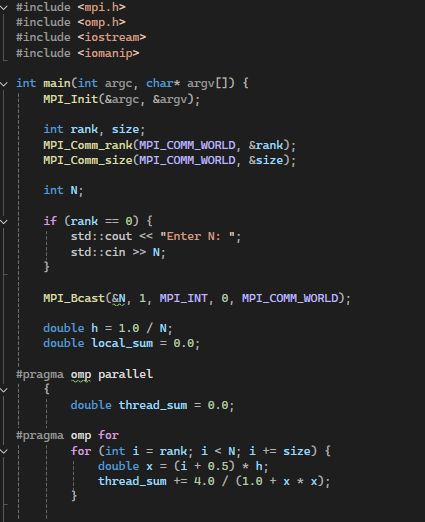 #include <mpi.h>
#include <omp.h>
#include <iostream>
#include <iomanip>
int main(int argc, char* argv[]) {
MPI_Init(&argc, &argv);
int rank, size;
MPI_Comm_rank(MPI_COMM_WORLD, &rank);
MPI_Comm_size(MPI_COMM_WORLD, &size);
int N;
if (rank == 0) {
std::cout << "Enter N: ";
std::cin >> N;
}
MPI_Bcast(&N, 1, MPI_INT, 0, MPI_COMM_WORLD);
double h = 1.0 / N;
double local_sum = 0.0;
#pragma omp parallel
{
double thread_sum = 0.0;
#pragma omp for
for (int i = rank; i < N; i += size) {
double x = (i + 0.5) * h;
thread_sum += 4.0 / (1.0 + x * x);
}